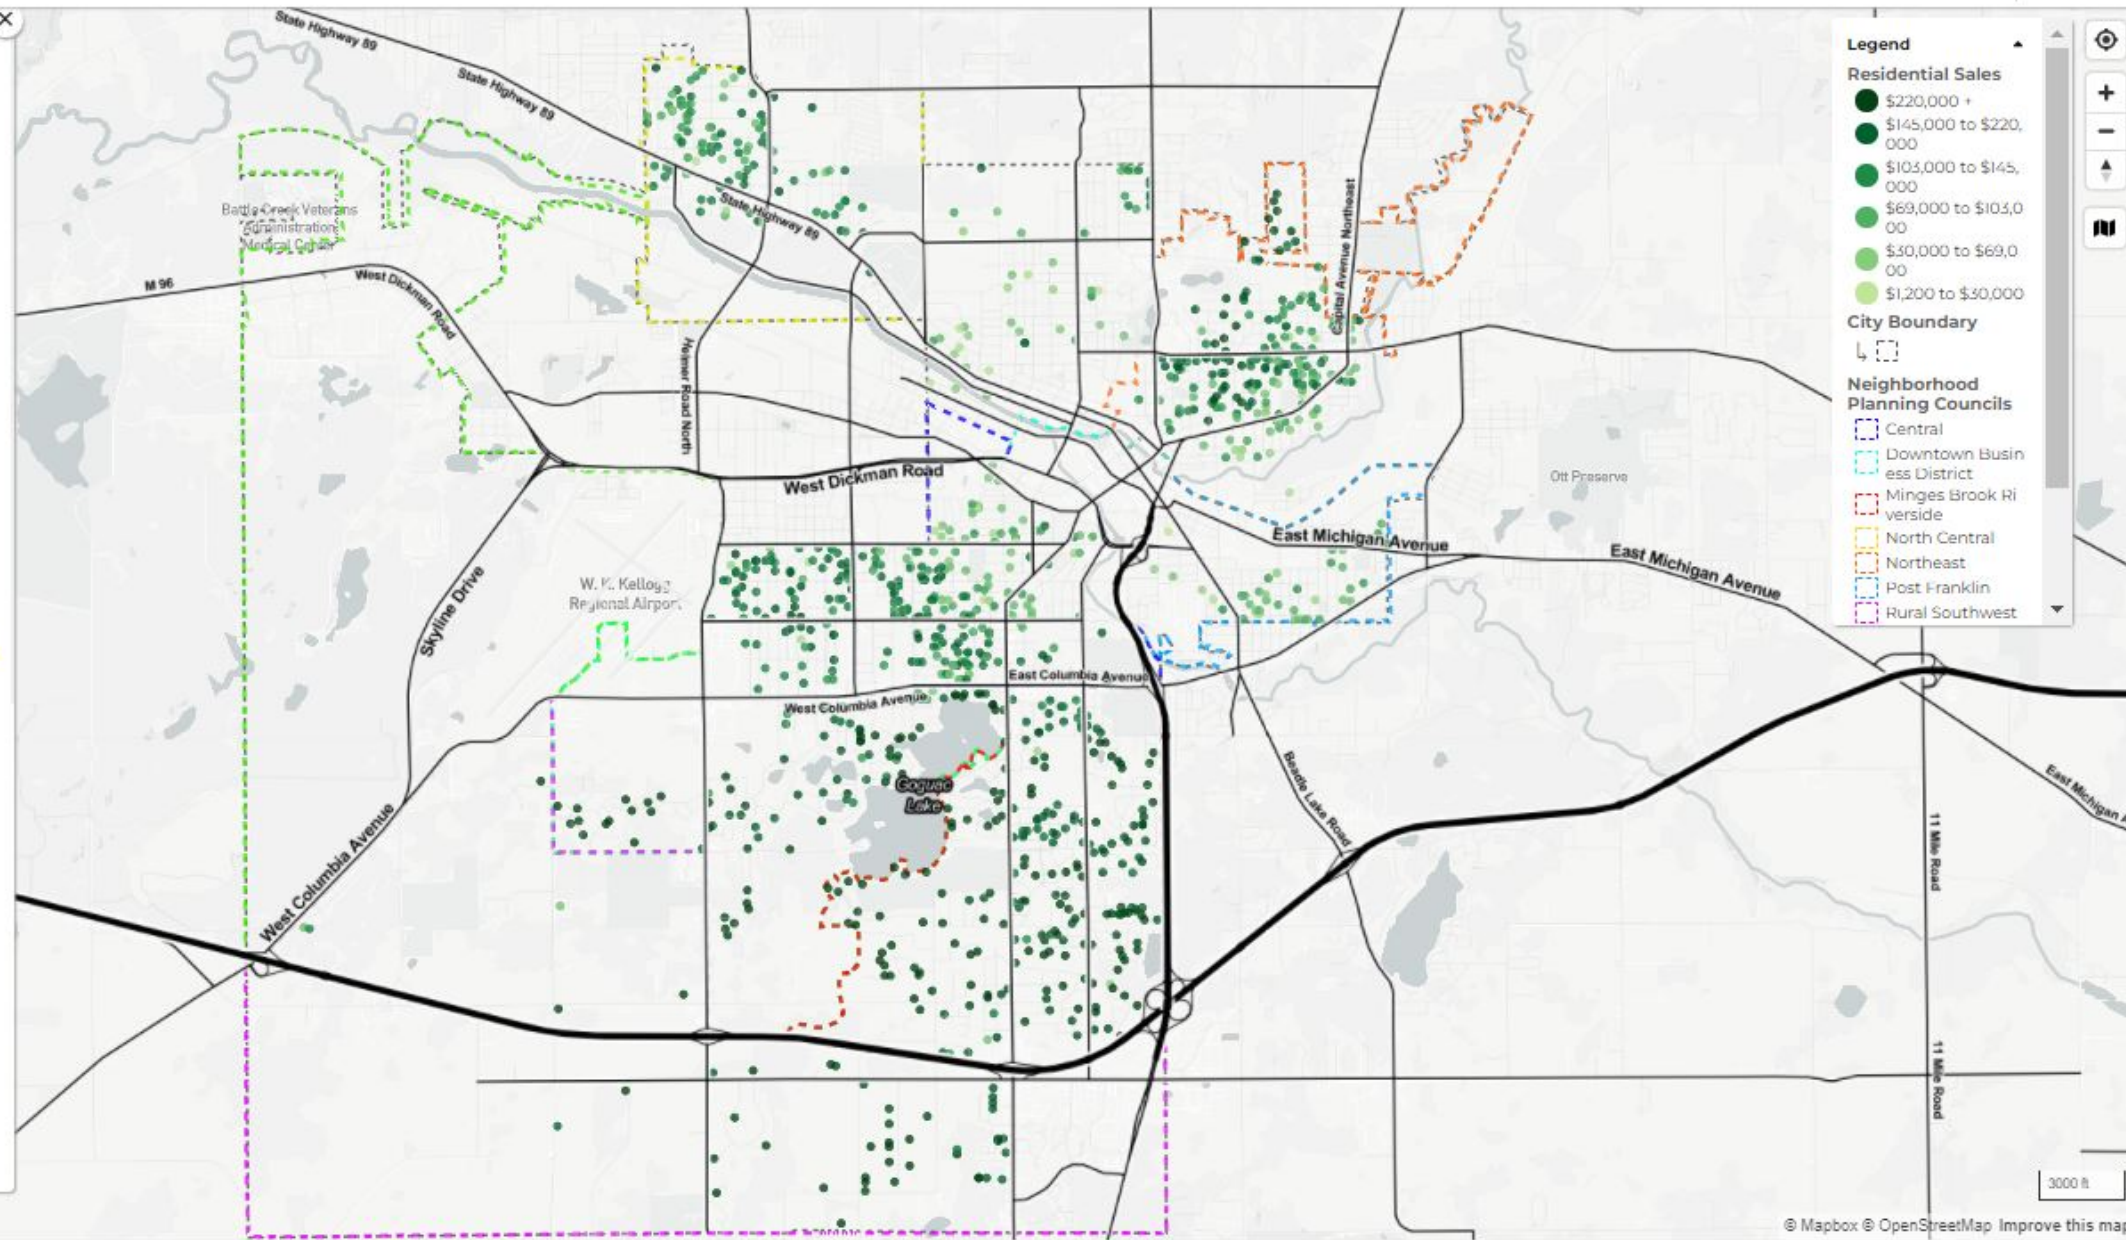 State Highway 89
State Highway 89
State Highway 89
Battle Creek Veterans
Administration
Medical Center
M 96
West Dickman Road
Helmer Road North
Capital Avenue Northeast
West Dickman Road
Skyline Drive
W. K. Kellogg
Regional Airport
East Michigan Avenue
East Michigan Avenue
Ott Preserve
East Columbia Avenue
West Columbia Avenue
Goguac
Lake
West Columbia Avenue
Beadle Lake Road
11 Mile Road
East Michigan A
11 Mile Road
Legend
Residential Sales
$220,000 +
$145,000 to $220,
000
$103,000 to $145,
000
$69,000 to $103,0
00
$30,000 to $69,0
00
$1,200 to $30,000
City Boundary
Neighborhood
Planning Councils
Central
Downtown Busin
ess District
Minges Brook Ri
verside
North Central
Northeast
Post Franklin
Rural Southwest
3000 ft
© Mapbox © OpenStreetMap Improve this map